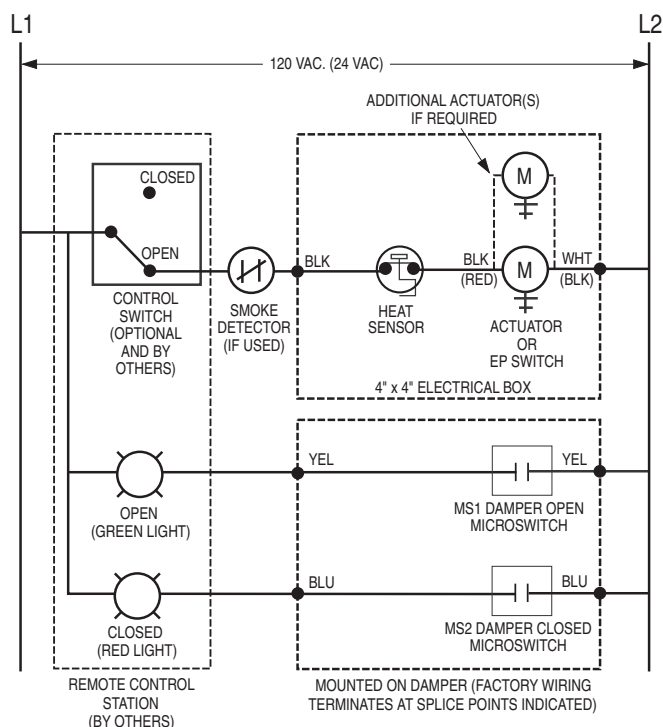 L1
L2
120 VAC. (24 VAC)
ADDITIONAL ACTUATOR(S)
IF REQUIRED
M
CLOSED
OPEN
CONTROL
SWITCH
(OPTIONAL
AND BY
OTHERS)
SMOKE
DETECTOR
(IF USED)
BLK
HEAT
SENSOR
BLK
(RED)
M
WHT
(BLK)
ACTUATOR
OR
EP SWITCH
4" x 4" ELECTRICAL BOX
OPEN
(GREEN LIGHT)
YEL
YEL
MS1 DAMPER OPEN
MICROSWITCH
CLOSED
(RED LIGHT)
BLU
BLU
MS2 DAMPER CLOSED
MICROSWITCH
REMOTE CONTROL
STATION
(BY OTHERS)
MOUNTED ON DAMPER (FACTORY WIRING
TERMINATES AT SPLICE POINTS INDICATED)